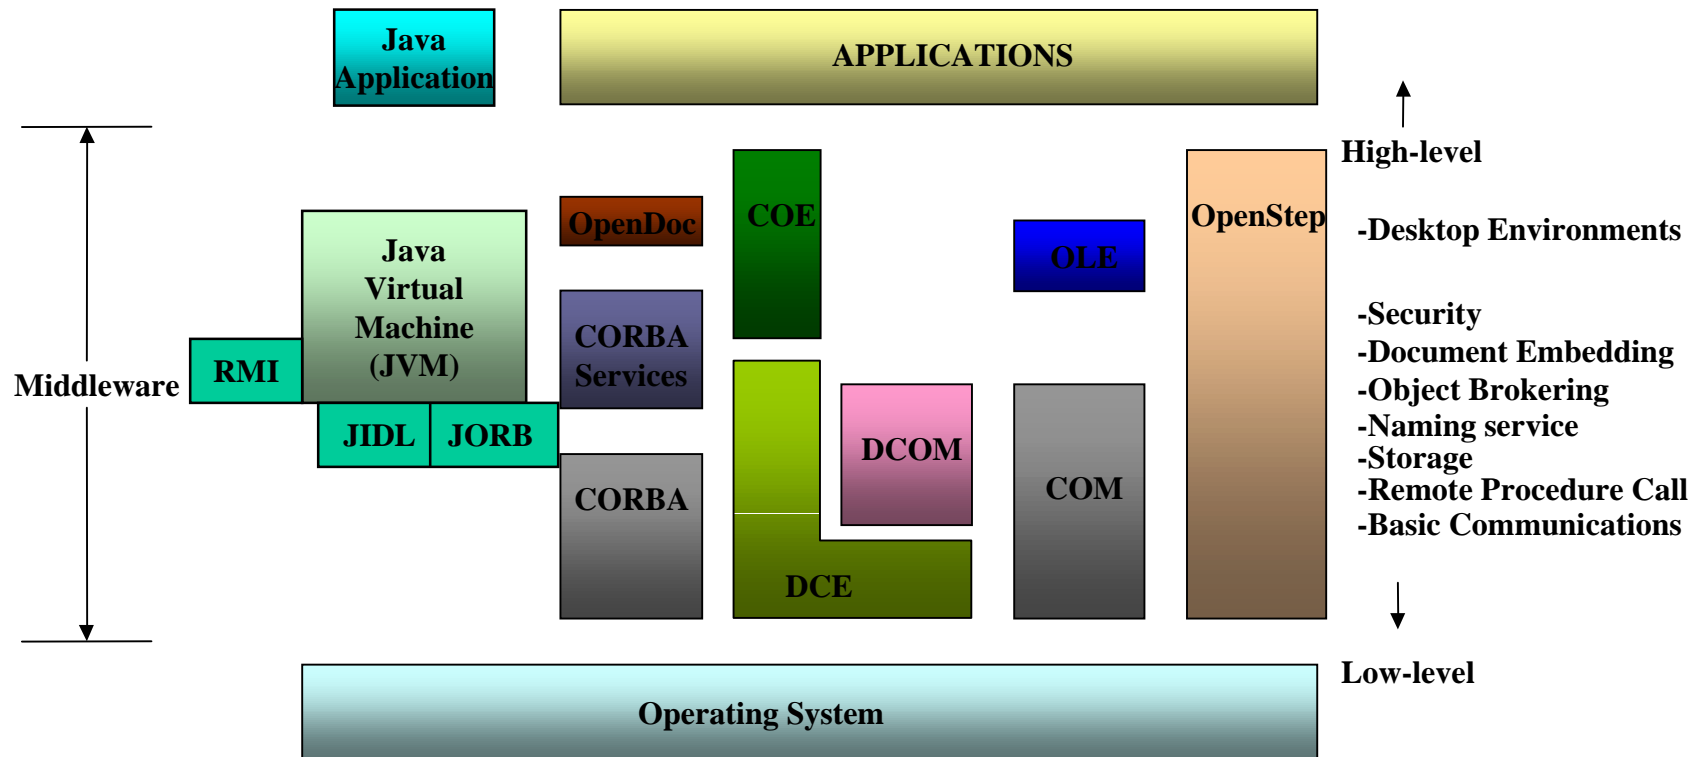 Java
Application
APPLICATIONS
High-level
OpenDoc
COE
OpenStep
-Desktop Environments
Java
Virtual
Machine
(JVM)
OLE
-Security
CORBA
Services
-Document Embedding
RMI
Middleware
-Object Brokering
JIDL
JORB
DCOM
-Naming service
-Storage
CORBA
COM
-Remote Procedure Call
-Basic Communications
DCE
Low-level
Operating System